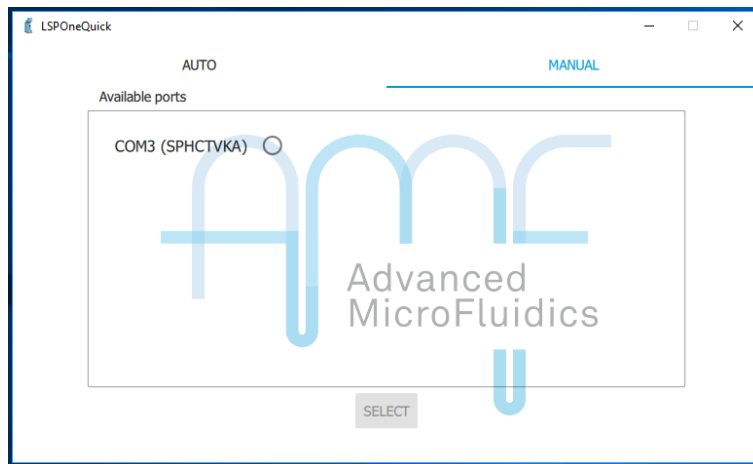 LSPOneQuick
AUTO MANUAL
Available ports
COM3 (SPHCTVKA)
Advanced
MicroFluidics
SELECT